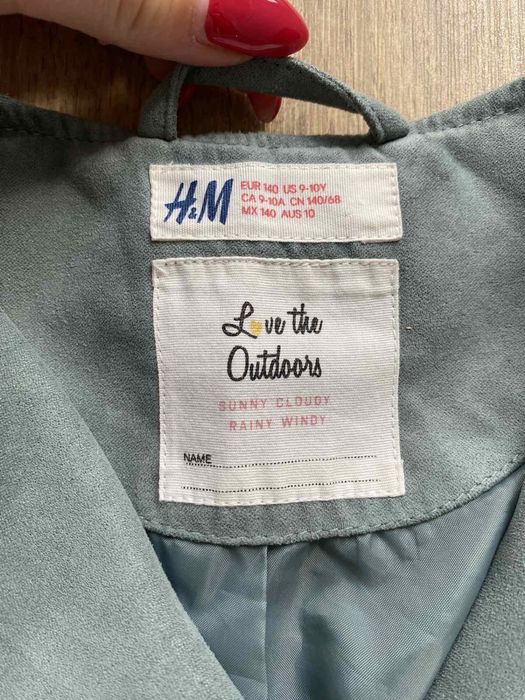 H&M
EUR 140 US 9-10Y
CA 9-10A CN 140/68
MX 140 AUS 10
Love the
Outdoors
SUNNY CLOUDY
RAINY WINDY
NAME